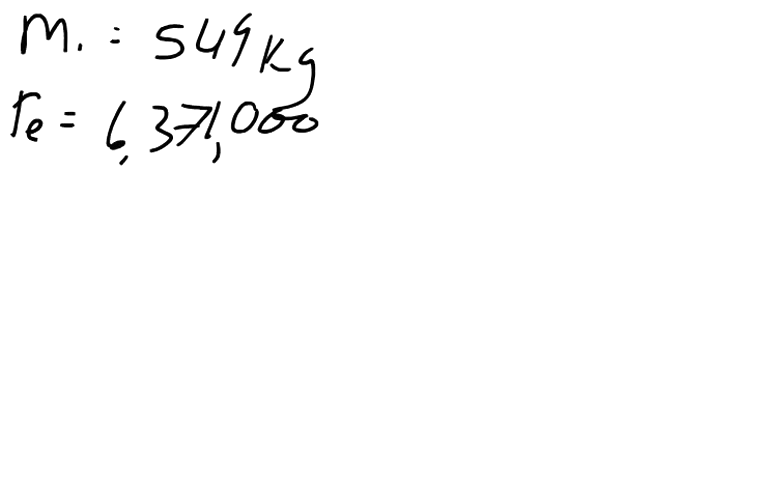 m. = 549 kg
re = 6,371,000